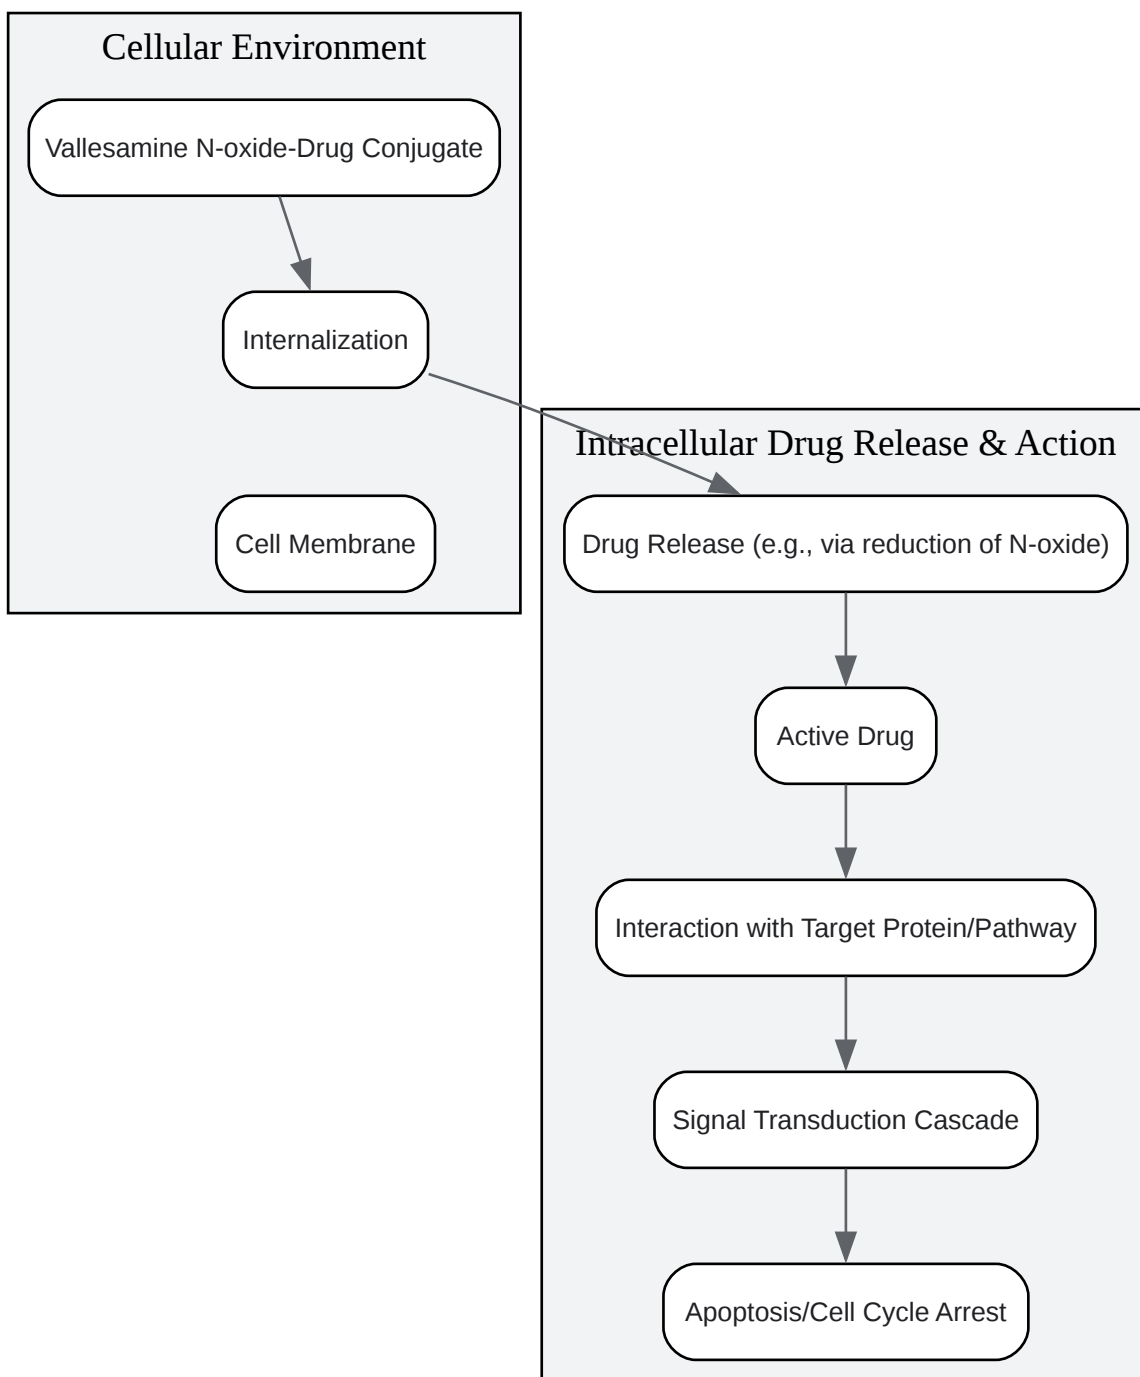 Cellular Environment
Vallesamine N-oxide-Drug Conjugate
Internalization
Cell Membrane
Intracellular Drug Release & Action
Drug Release (e.g., via reduction of N-oxide)
Active Drug
Interaction with Target Protein/Pathway
Signal Transduction Cascade
Apoptosis/Cell Cycle Arrest